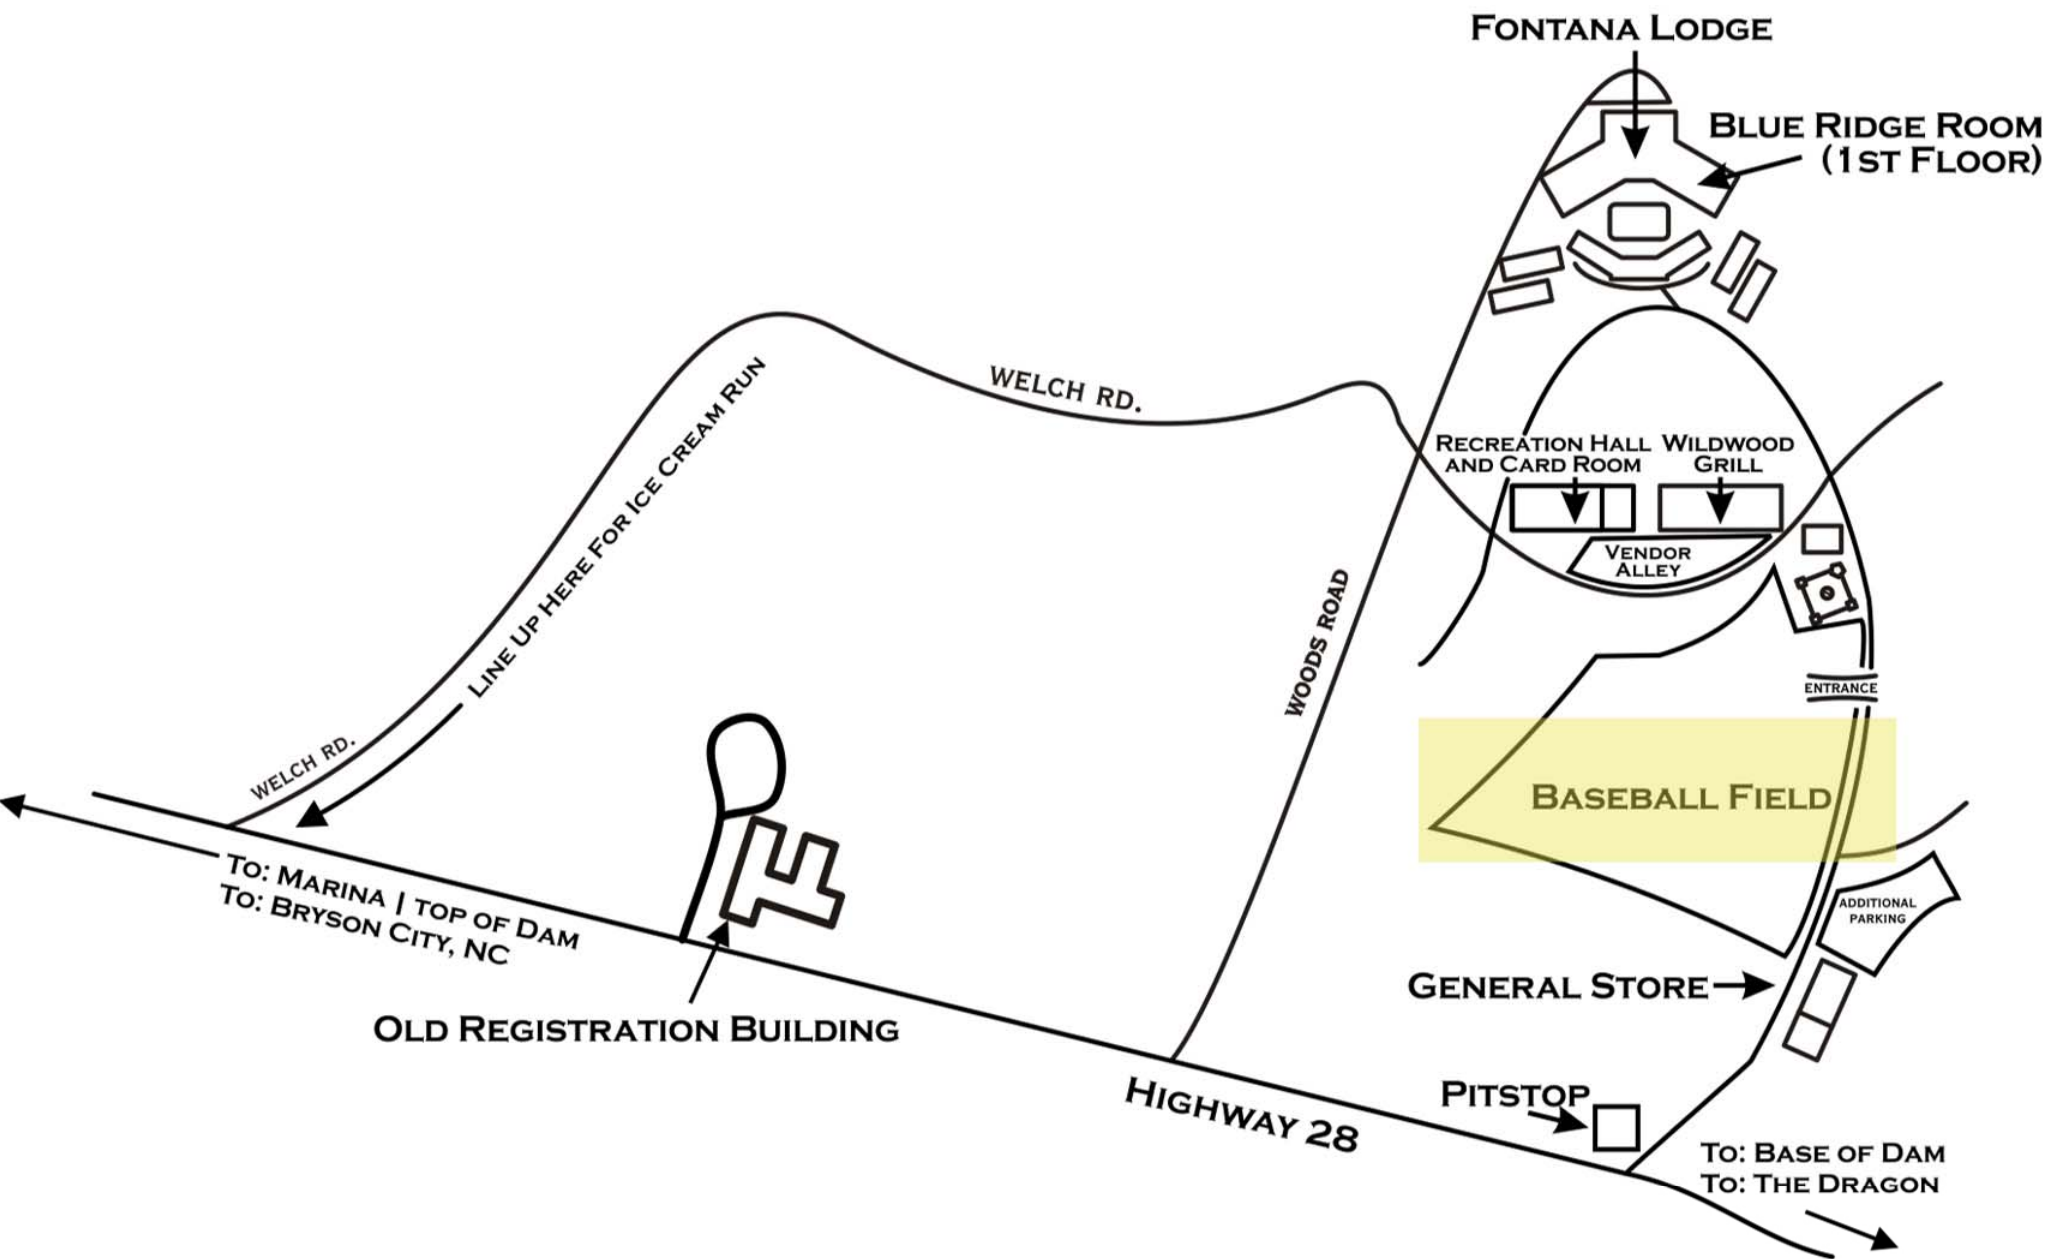 FONTANA LODGE
BLUE RIDGE ROOM
(1ST FLOOR)
WELCH RD.
LINE UP HERE FOR ICE CREAM RUN
RECREATION HALL
AND CARD ROOM
WILDWOOD
GRILL
VENDOR
ALLEY
WOODS ROAD
ENTRANCE
WELCH RD.
BASEBALL FIELD
TO: MARINA | TOP OF DAM
TO: BRYSON CITY, NC
ADDITIONAL
PARKING
GENERAL STORE
OLD REGISTRATION BUILDING
HIGHWAY 28
PITSTOP
TO: BASE OF DAM
TO: THE DRAGON